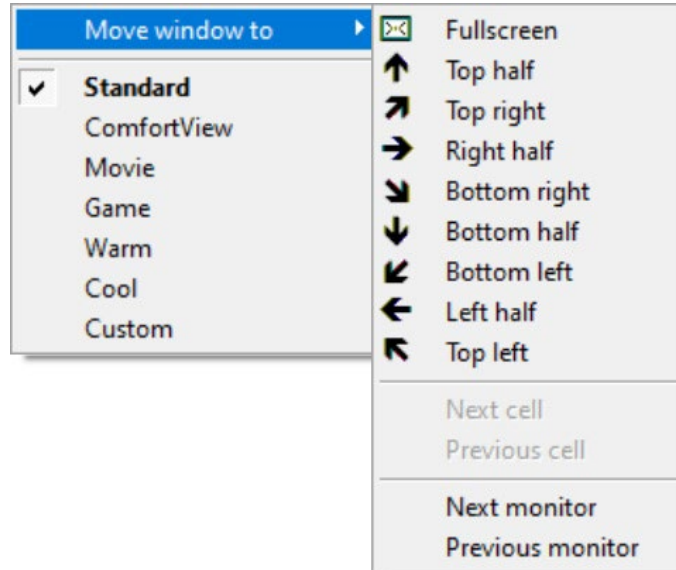 Move window to
Standard
ComfortView
Movie
Game
Warm
Cool
Custom
Fullscreen
Top half
Top right
Right half
Bottom right
Bottom half
Bottom left
Left half
Top left
Next cell
Previous cell
Next monitor
Previous monitor